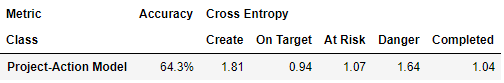 Metric Accuracy Cross Entropy
Class Create On Target At Risk Danger Completed
Project-Action Model 64.3% 1.81 0.94 1.07 1.64 1.04